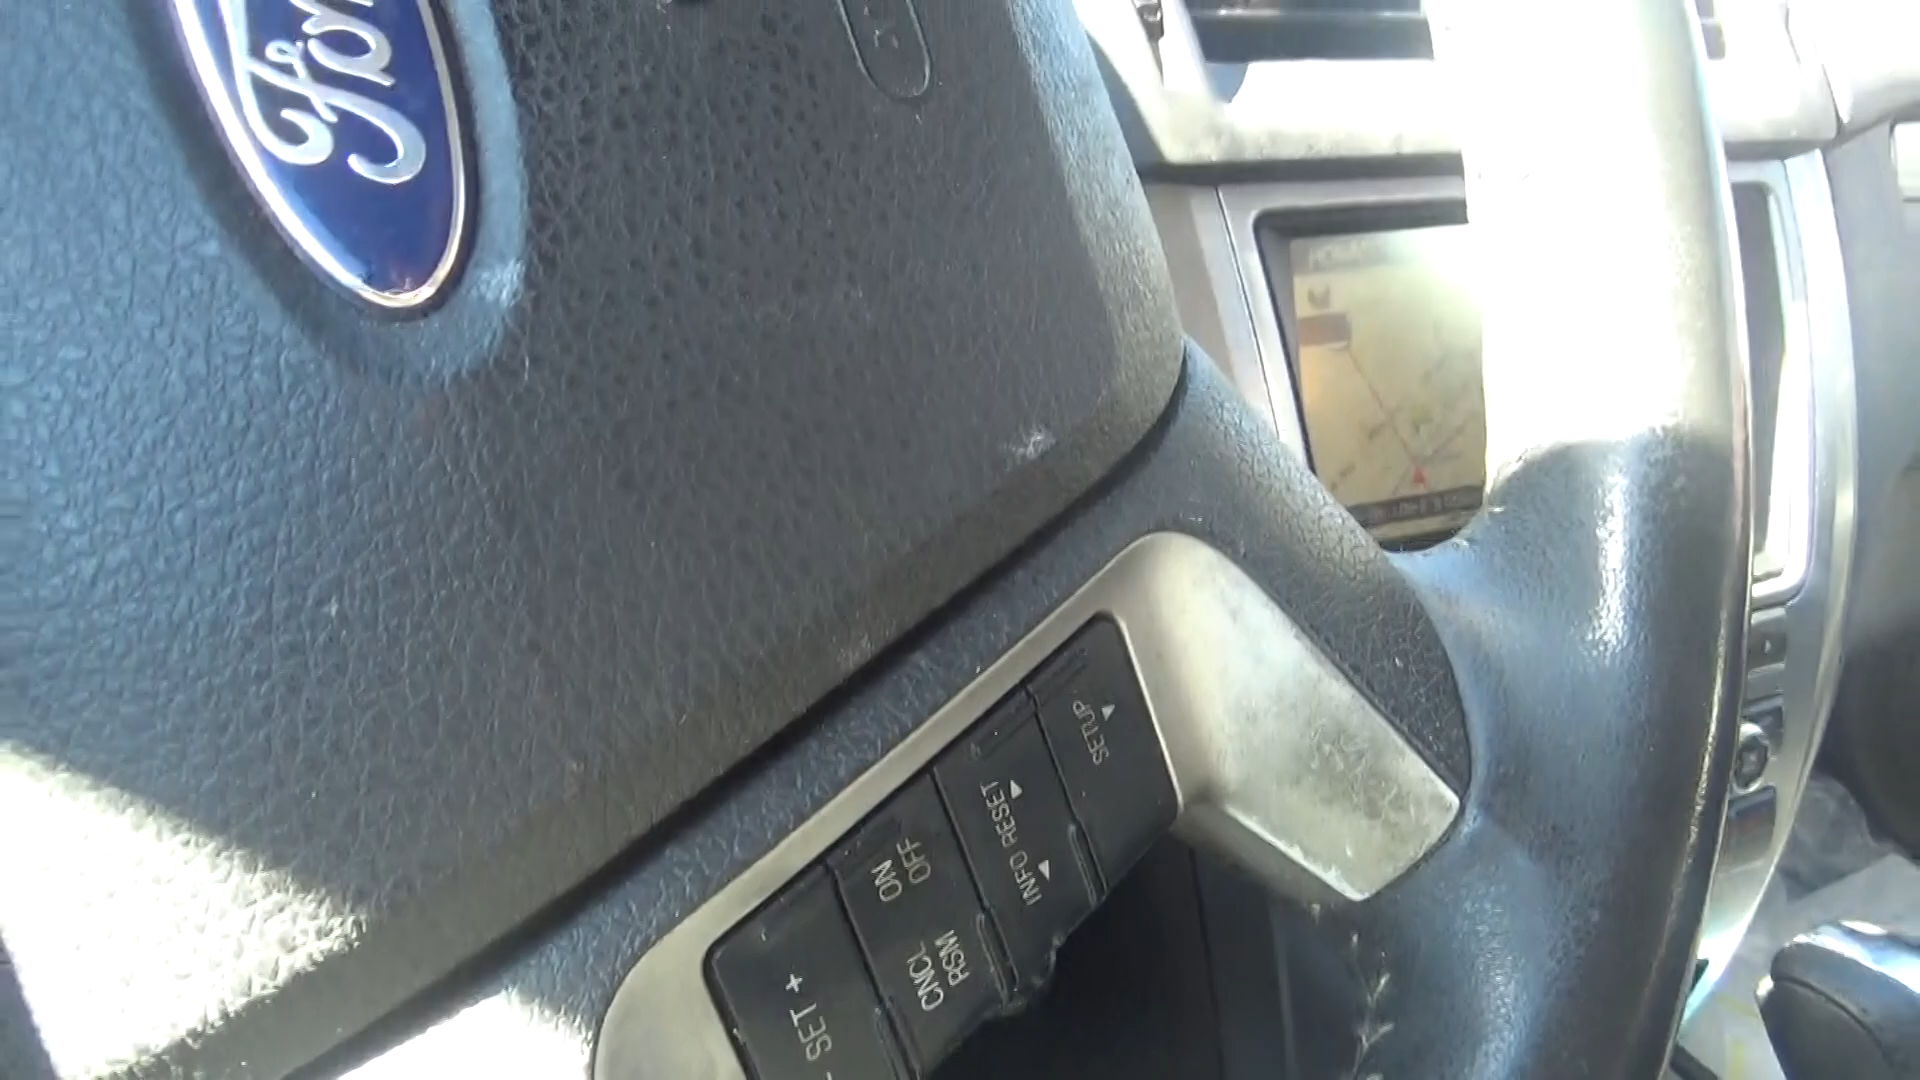 Ford
SETUP
INFO RESET
ON
OFF
CNCL
RSM
- SET +